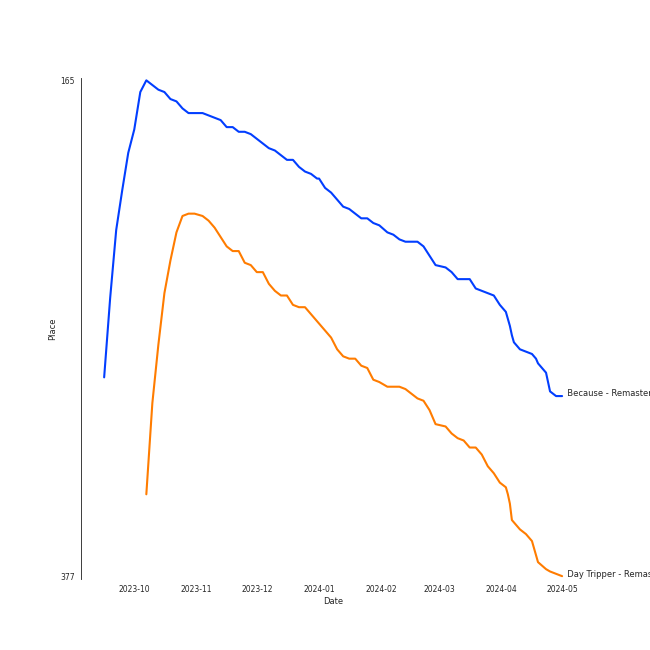 165
Place
Because - Remaster
Day Tripper - Remas
377
2023-10 2023-11 2023-12 2024-01 2024-02 2024-03 2024-04 2024-05
Date